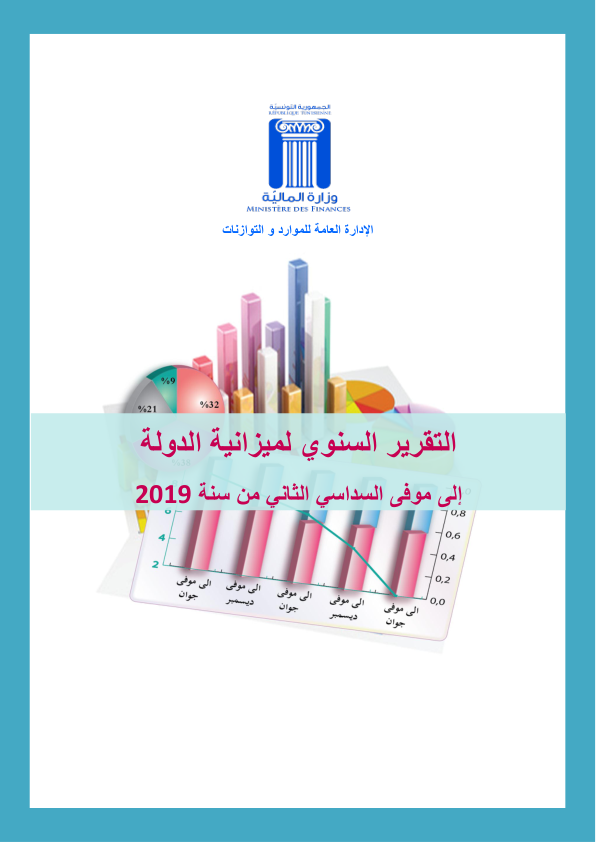 الجمهورية التونسية
RÉPUBLIQUE TUNISIENNE
وزارة المالية
MINISTÈRE DES FINANCES
الإدارة العامة للموارد و التوازنات
%9
%32
%21
التقرير السنوي لميزانية الدولة
إلى موفى السداسي الثاني من سنة 2019
6
4
2
0,8
0,6
0,4
0,2
0,0
الى موفى جوان
الى موفى ديسمبر
الى موفى جوان
الى موفى ديسمبر
الى موفى جوان